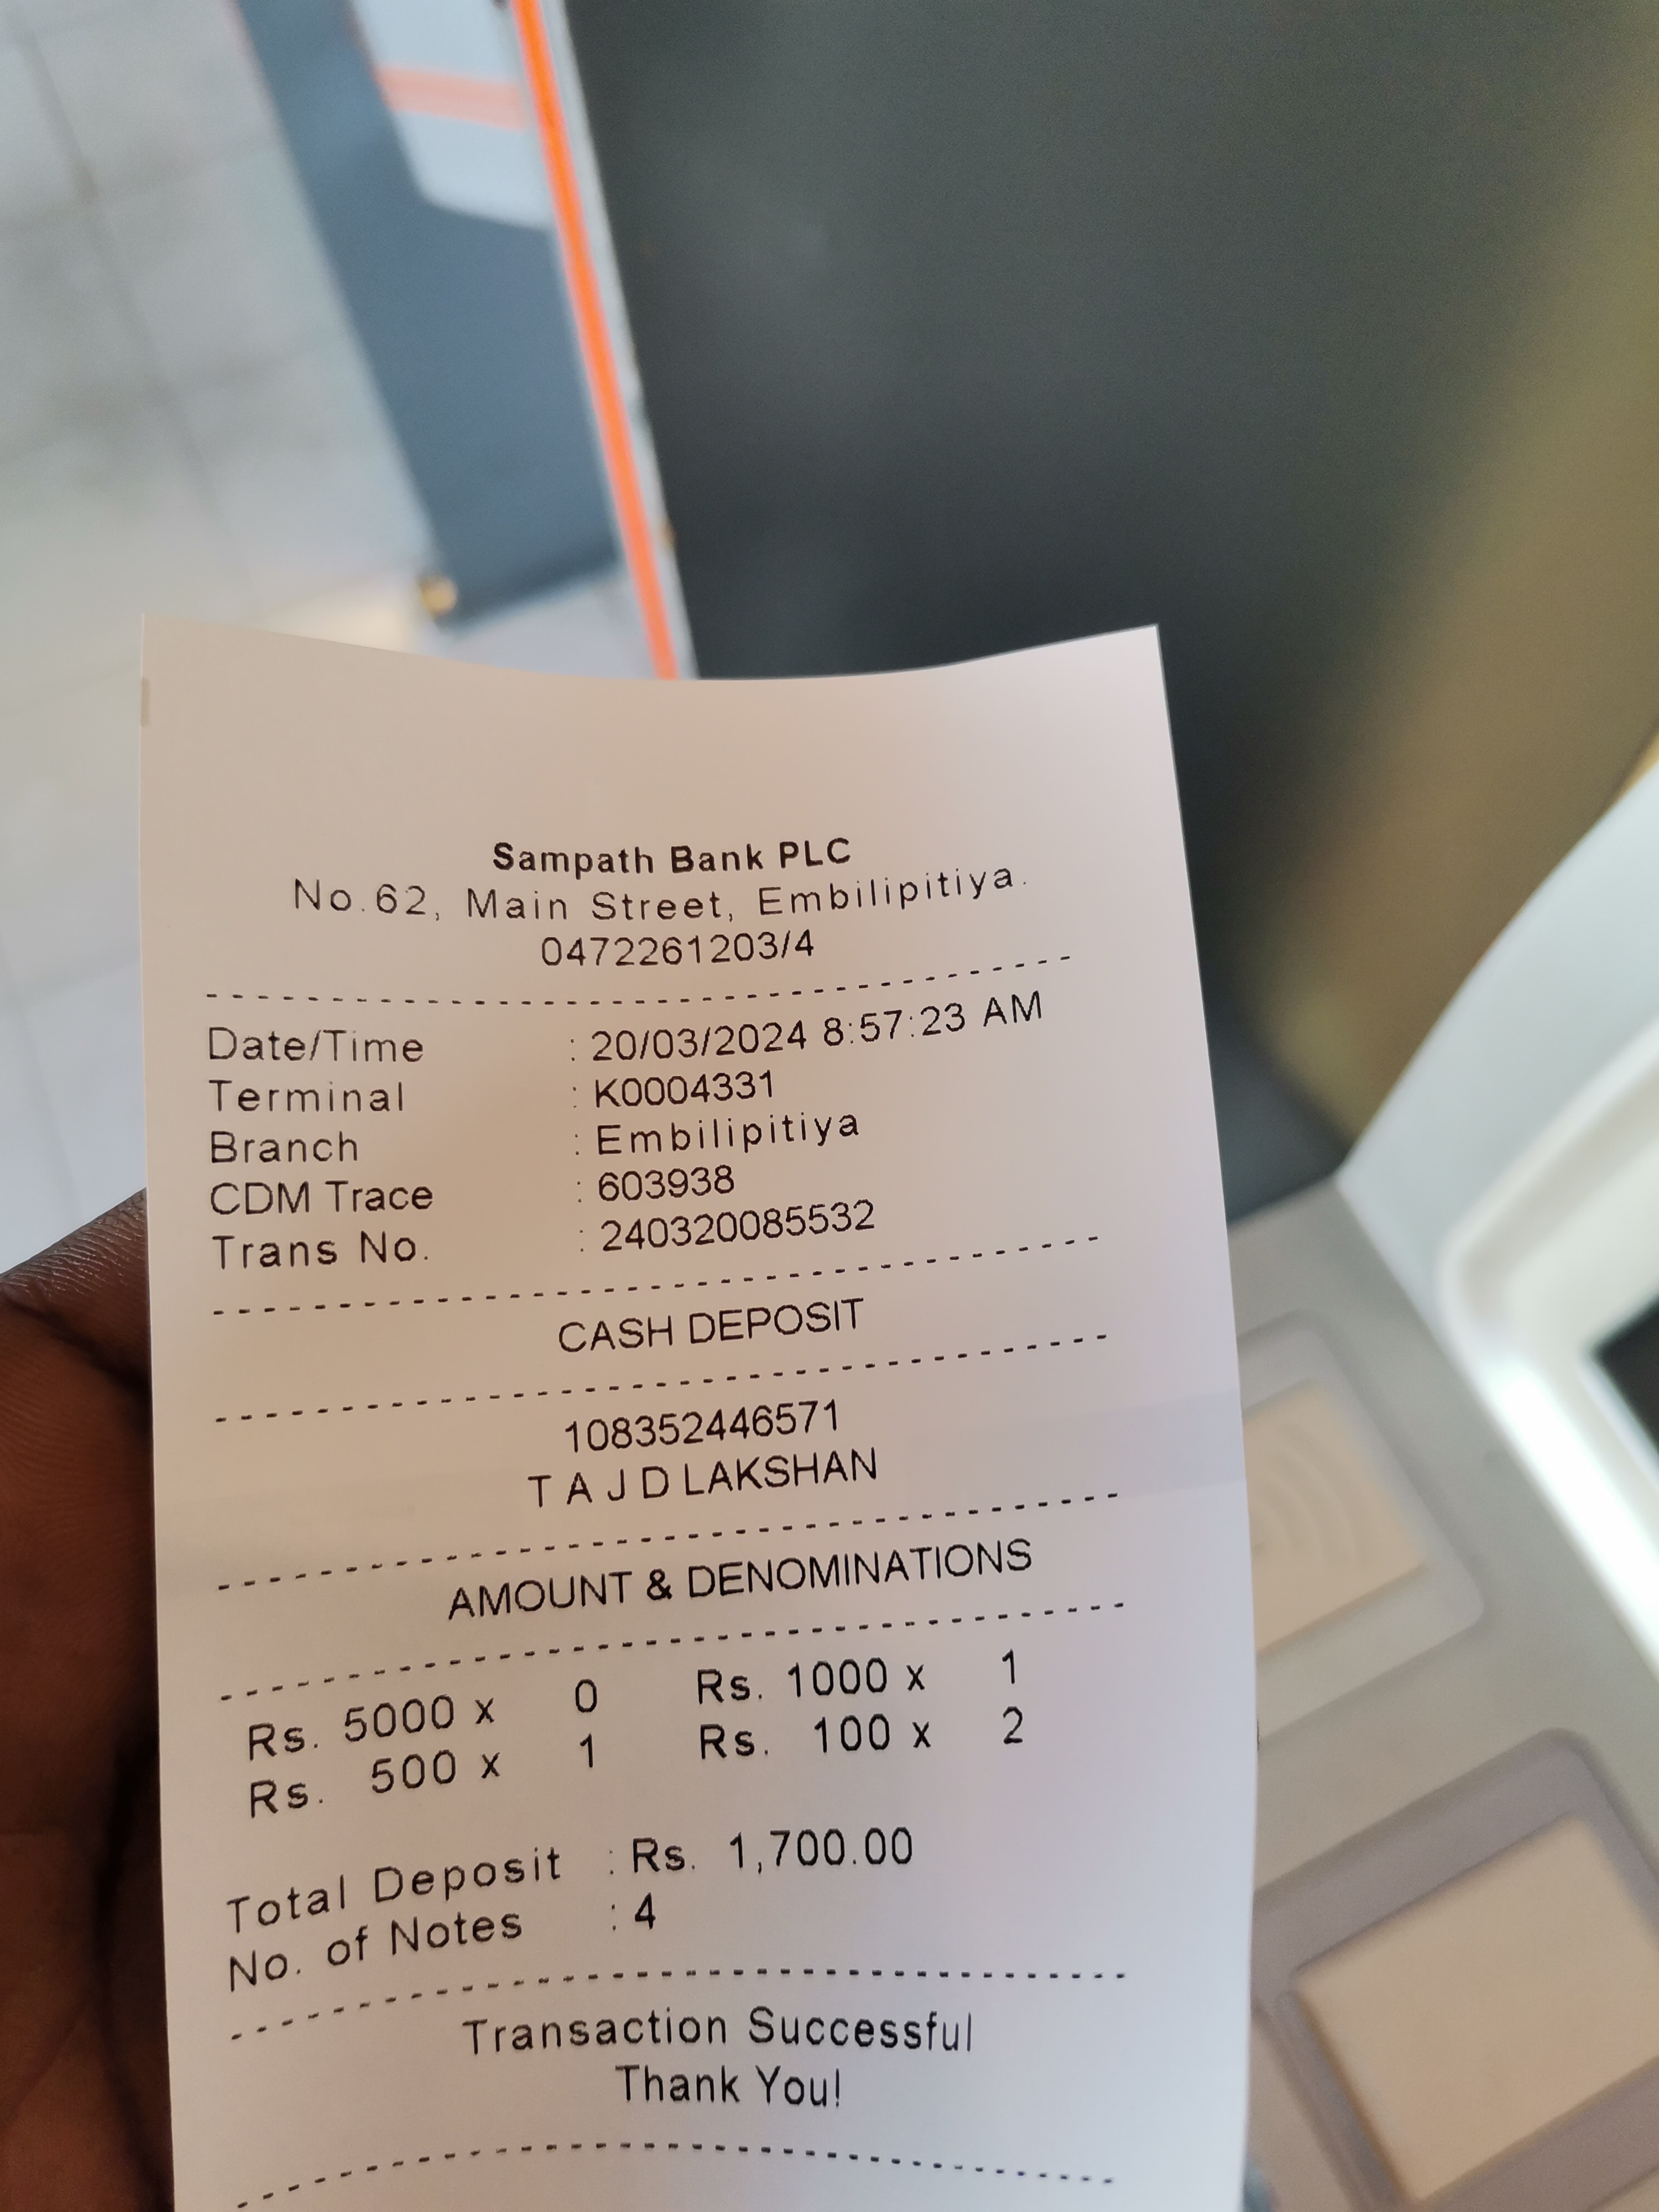 Sampath Bank PLC
No.62, Main Street, Embilipitiya.
0472261203/4
Date/Time : 20/03/2024 8:57:23 AM
Terminal : K0004331
Branch : Embilipitiya
CDM Trace : 603938
Trans No. : 240320085532
CASH DEPOSIT
108352446571
T A J D LAKSHAN
AMOUNT & DENOMINATIONS
Rs. 5000 x 0 Rs. 1000 x 1
Rs. 500 x 1 Rs. 100 x 2
Total Deposit : Rs. 1,700.00
No. of Notes : 4
Transaction Successful
Thank You!